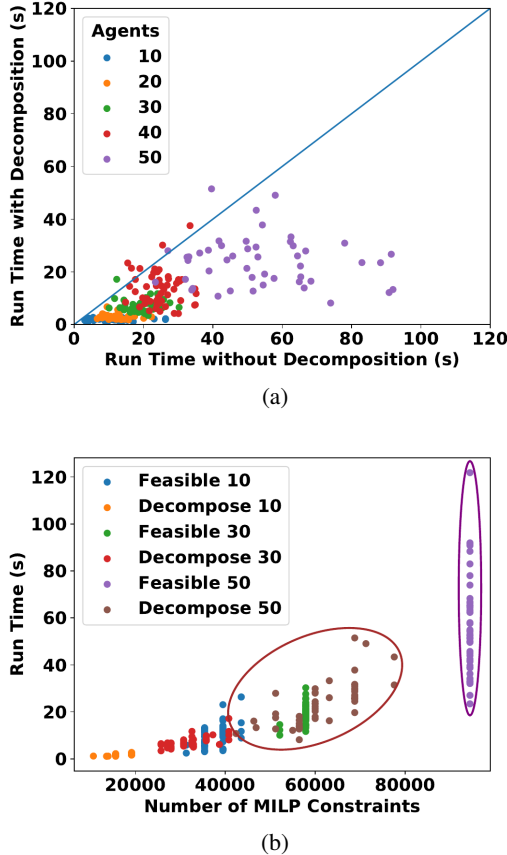 120
100
80
60
40
20
0
Run Time with Decomposition (s)
Agents
10
20
30
40
50
0 20 40 60 80 100 120
Run Time without Decomposition (s)
(a)
120
100
80
60
40
20
0
Run Time (s)
Feasible 10
Decompose 10
Feasible 30
Decompose 30
Feasible 50
Decompose 50
20000 40000 60000 80000
Number of MILP Constraints
(b)